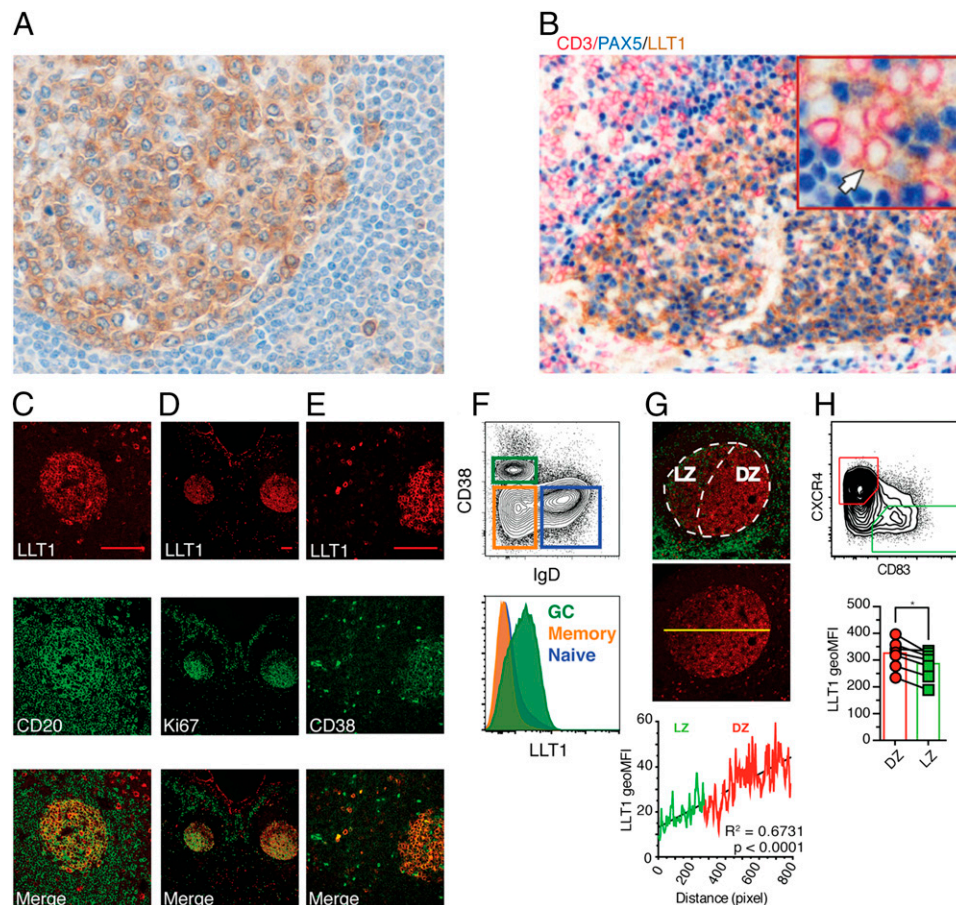 A
B
CD3/PAX5/LLT1
C
D
E
F
G
H
LLT1
LLT1
LLT1
CD38
IgD
LZ
DZ
CXCR4
CD83
CD20
Ki67
CD38
GC
Memory
Naive
LLT1
Merge
Merge
Merge
LLT1 geoMFI
60
40
20
0
LZ
DZ
R² = 0.6731
p < 0.0001
0
200
400
600
800
Distance (pixel)
LLT1 geoMFI
500
400
300
200
100
0
*
DZ
LZ